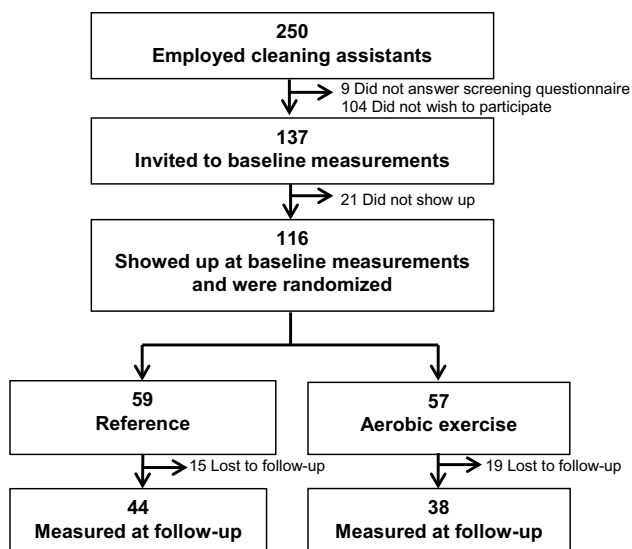 250
Employed cleaning assistants
9 Did not answer screening questionnaire
104 Did not wish to participate
137
Invited to baseline measurements
21 Did not show up
116
Showed up at baseline measurements
and were randomized
59
Reference
57
Aerobic exercise
15 Lost to follow-up
19 Lost to follow-up
44
Measured at follow-up
38
Measured at follow-up